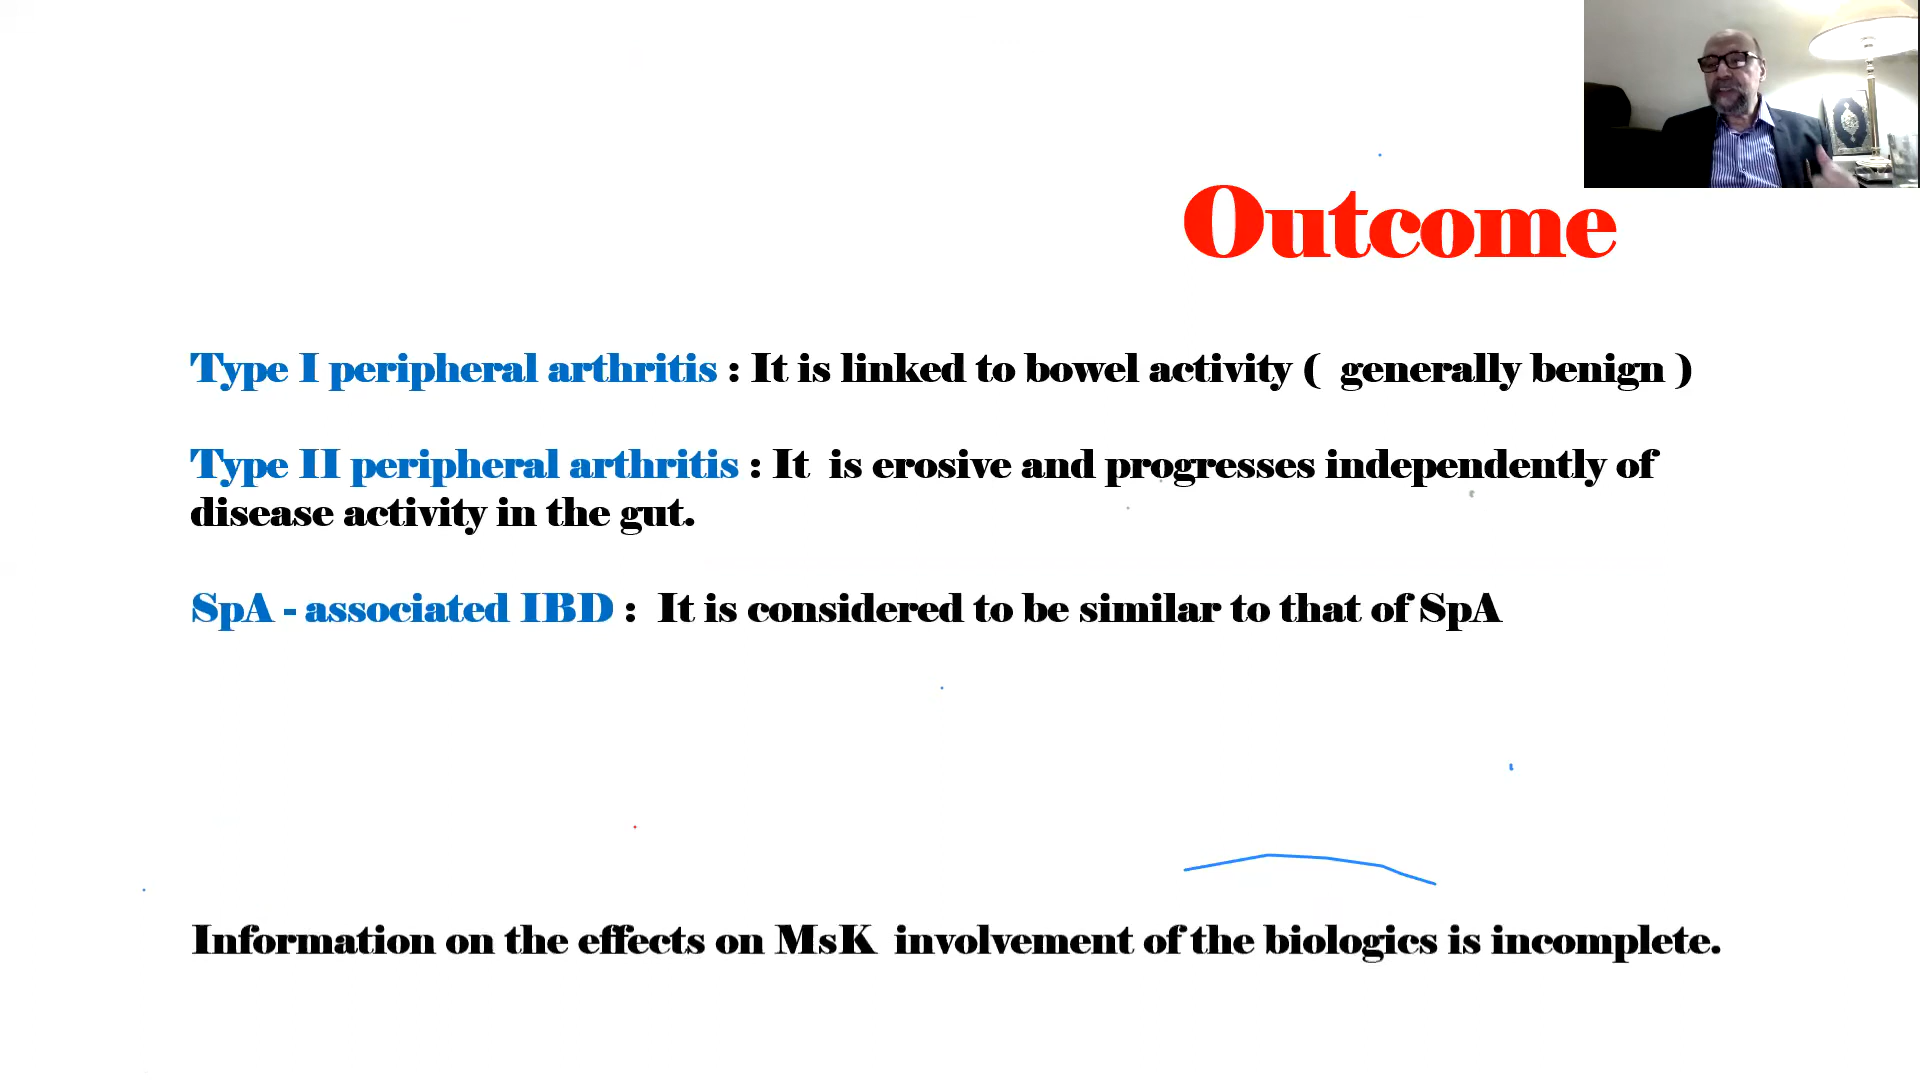 Outcome
Type I peripheral arthritis : It is linked to bowel activity ( generally benign )
Type II peripheral arthritis : It is erosive and progresses independently of
disease activity in the gut.
SpA - associated IBD : It is considered to be similar to that of SpA
Information on the effects on MsK involvement of the biologics is incomplete.